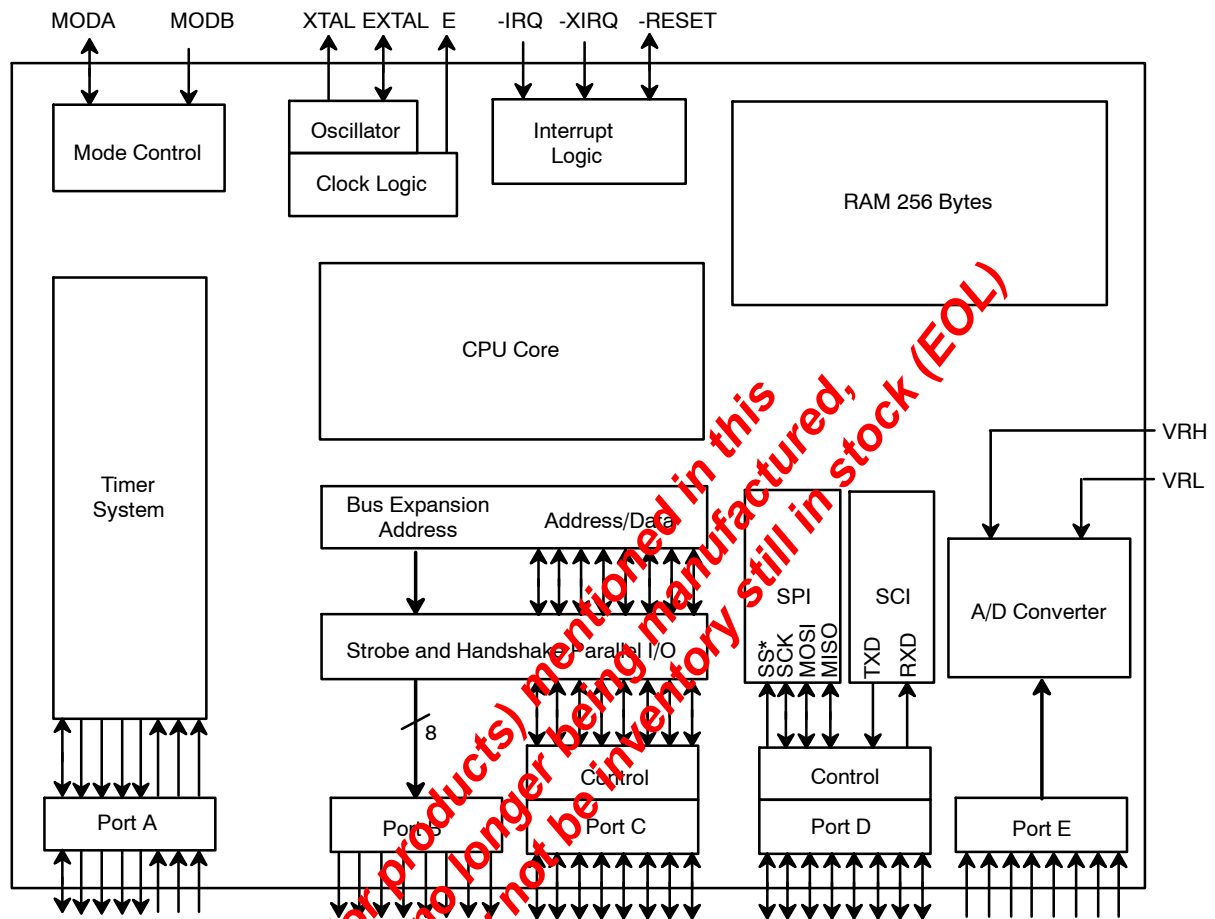 MODA MODB XTAL EXTAL E -IRQ -XIRQ -RESET
Mode Control
Oscillator
Clock Logic
Interrupt
Logic
RAM 256 Bytes
CPU Core
Timer
System
Bus Expansion
Address
Address/Data
Strobe and Handshake Parallel I/O
8
SPI
SS*
SCK
MOSI
MISO
SCI
TXD
RXD
VRH
VRL
A/D Converter
Control
Control
Port A
Port B
Port C
Port D
Port E
or products) mentioned in this
no longer being manufactured,
not be inventory still in stock (EOL)